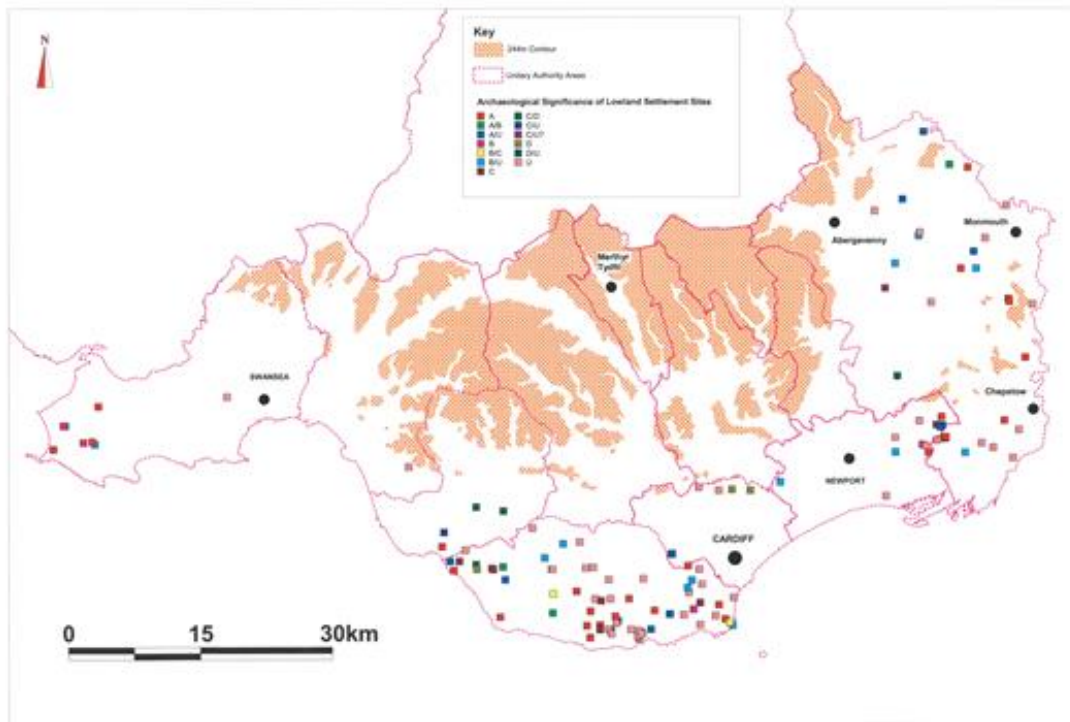 N
Key
244m Contour
Unitary Authority Areas
Archaeological Significance of Lowland Settlement Sites
A C/D
A/B C/U
A/U C/U?
B D
B/C D/U
B/U U
C
Monmouth
Abergavenny
Merthyr
Tydfil
SWANSEA
Chepstow
NEWPORT
CARDIFF
0 15 30km